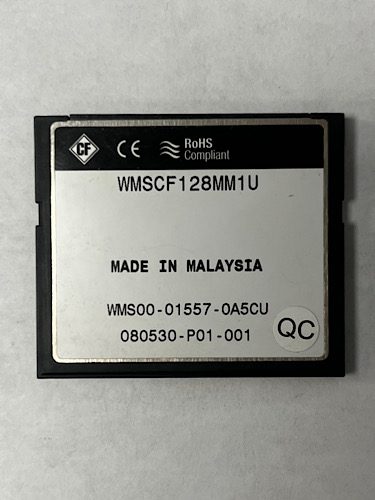 CF
CE
RoHS
Compliant
WMSCF128MM1U
MADE IN MALAYSIA
WMS00-01557-0A5CU
080530-P01-001
QC